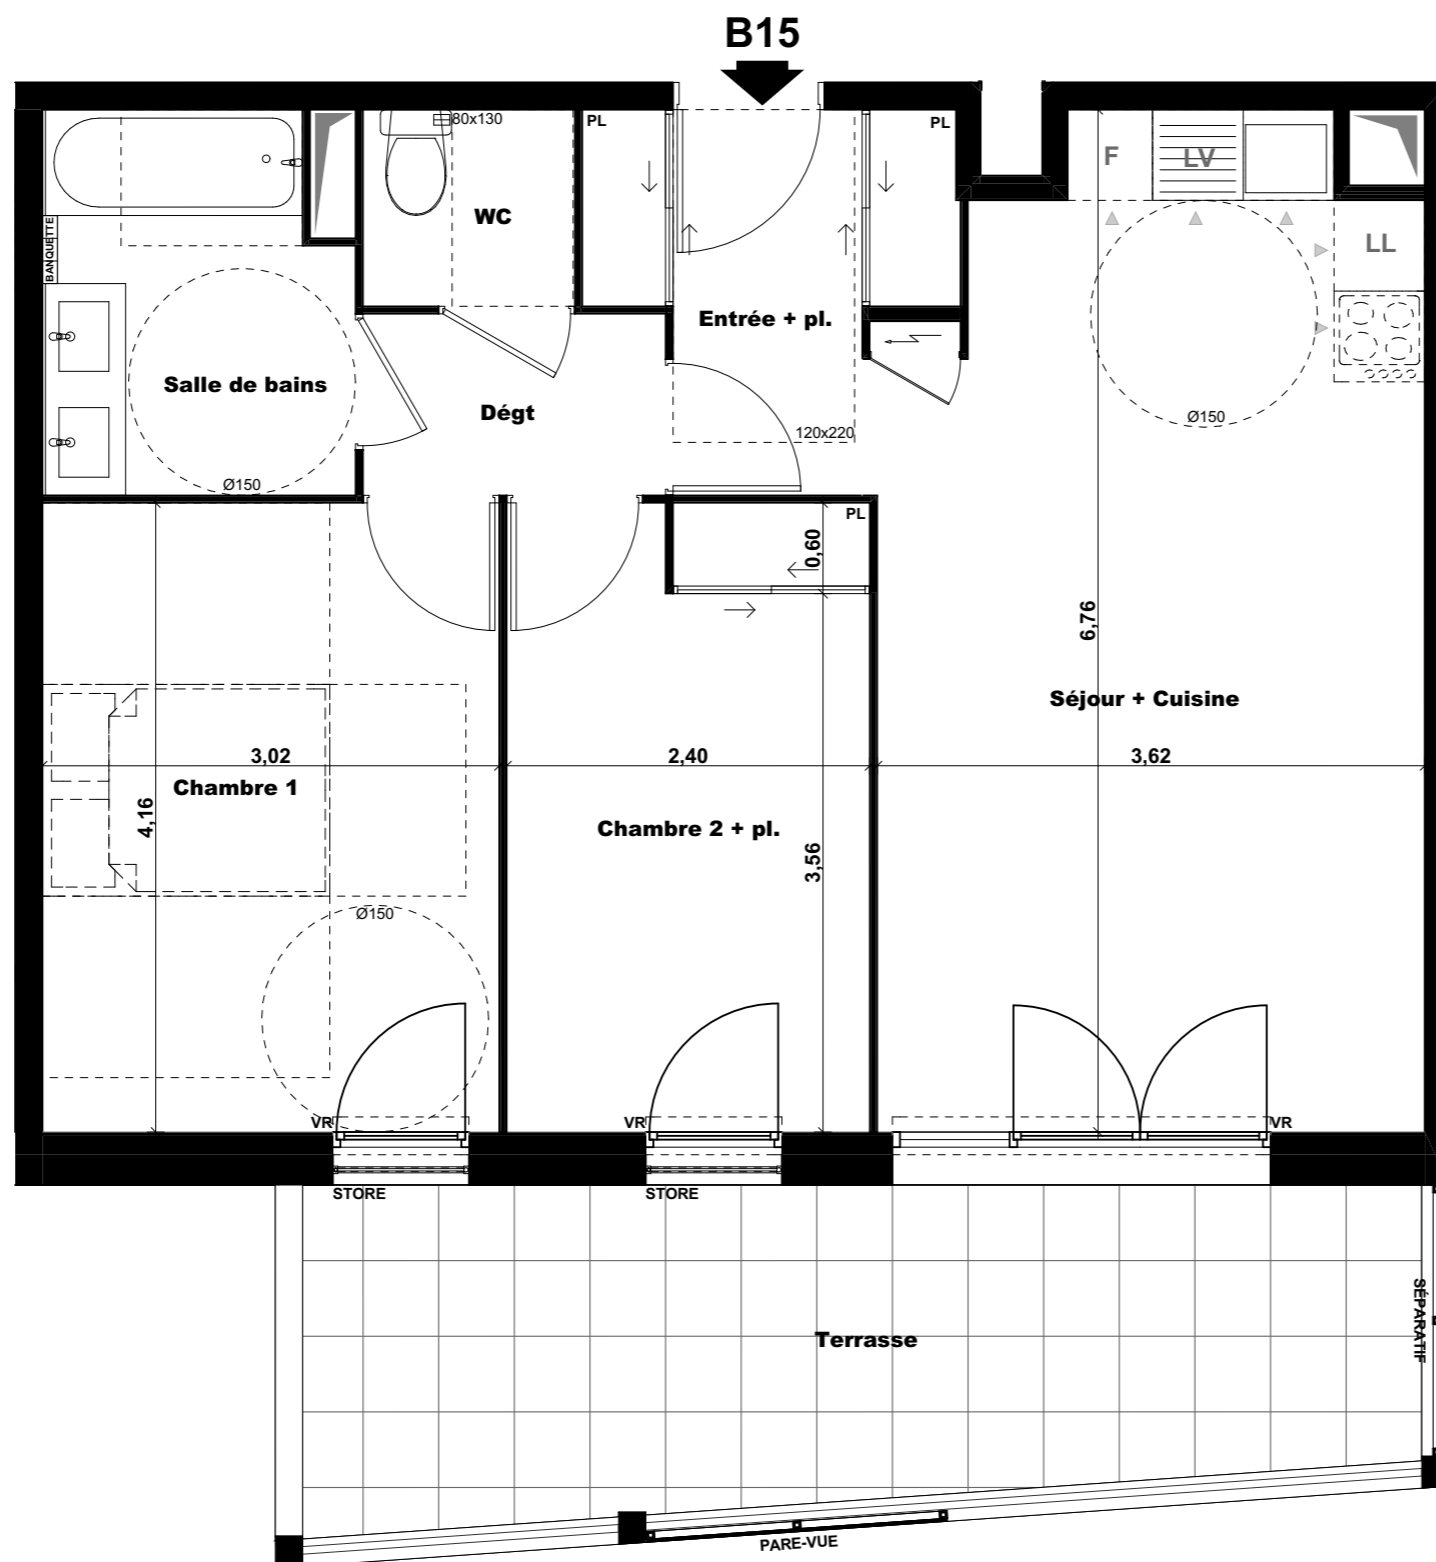 B15
80x130
PL
PL
F
LV
WC
BANQUETTE
LL
Entrée + pl.
Salle de bains
Dégt
Ø150
120x220
Ø150
PL
0,60
6,76
Séjour + Cuisine
3,02
2,40
3,62
Chambre 1
4,16
Chambre 2 + pl.
3,56
Ø150
VR
VR
VR
STORE
STORE
SÉPARATIF
Terrasse
PARE-VUE